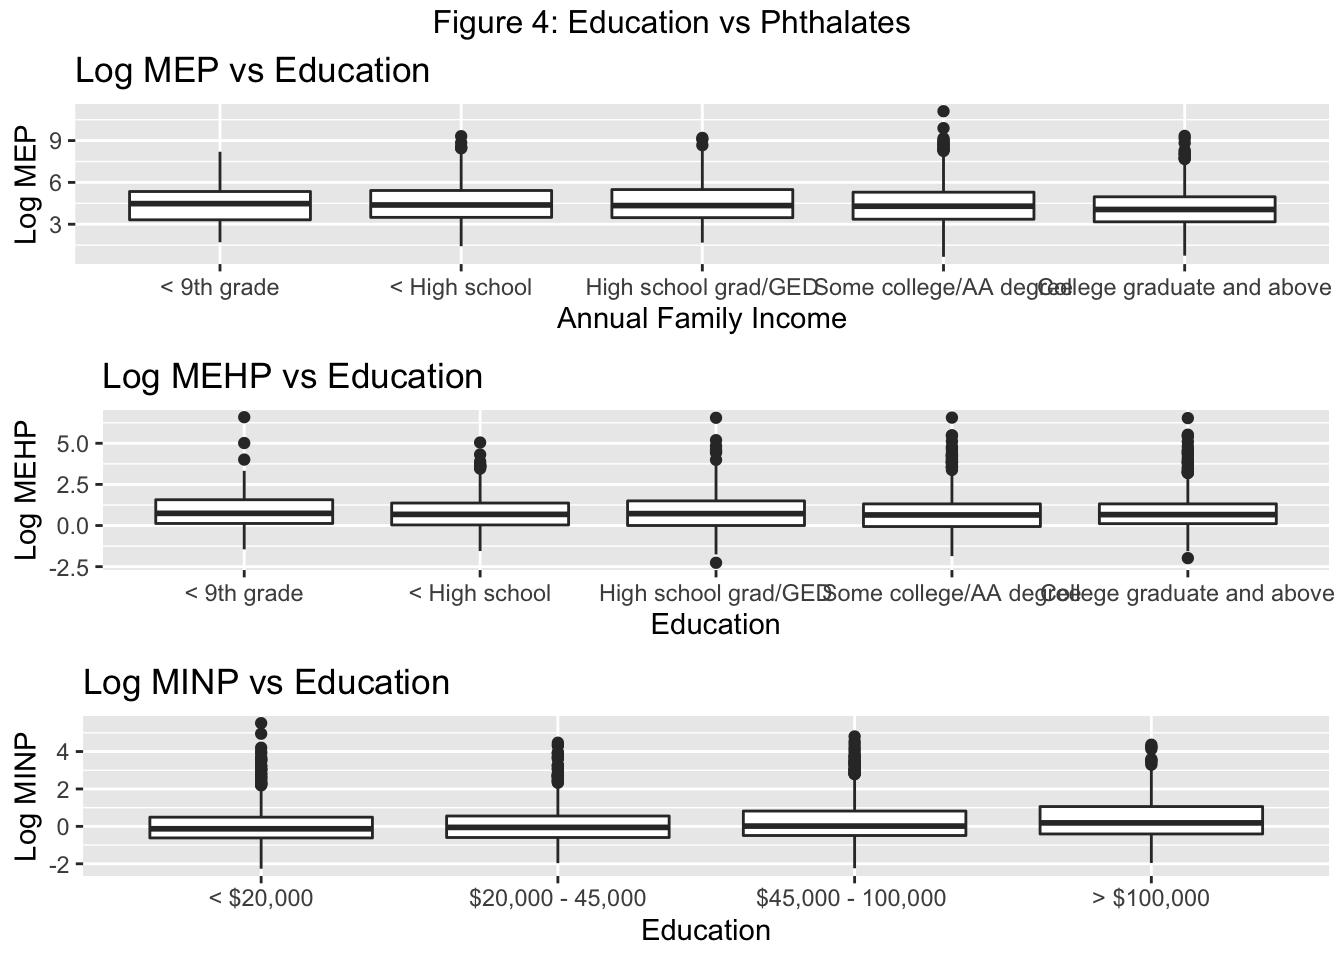 Figure 4: Education vs Phthalates
Log MEP vs Education
Log MEP
9
6
3
< 9th grade
< High school
High school grad/GED
Some college/AA degree
College graduate and above
Annual Family Income
Log MEHP vs Education
Log MEHP
5.0
2.5
0.0
-2.5
< 9th grade
< High school
High school grad/GED
Some college/AA degree
College graduate and above
Education
Log MINP vs Education
Log MINP
4
2
0
-2
< $20,000
$20,000 - 45,000
$45,000 - 100,000
> $100,000
Education